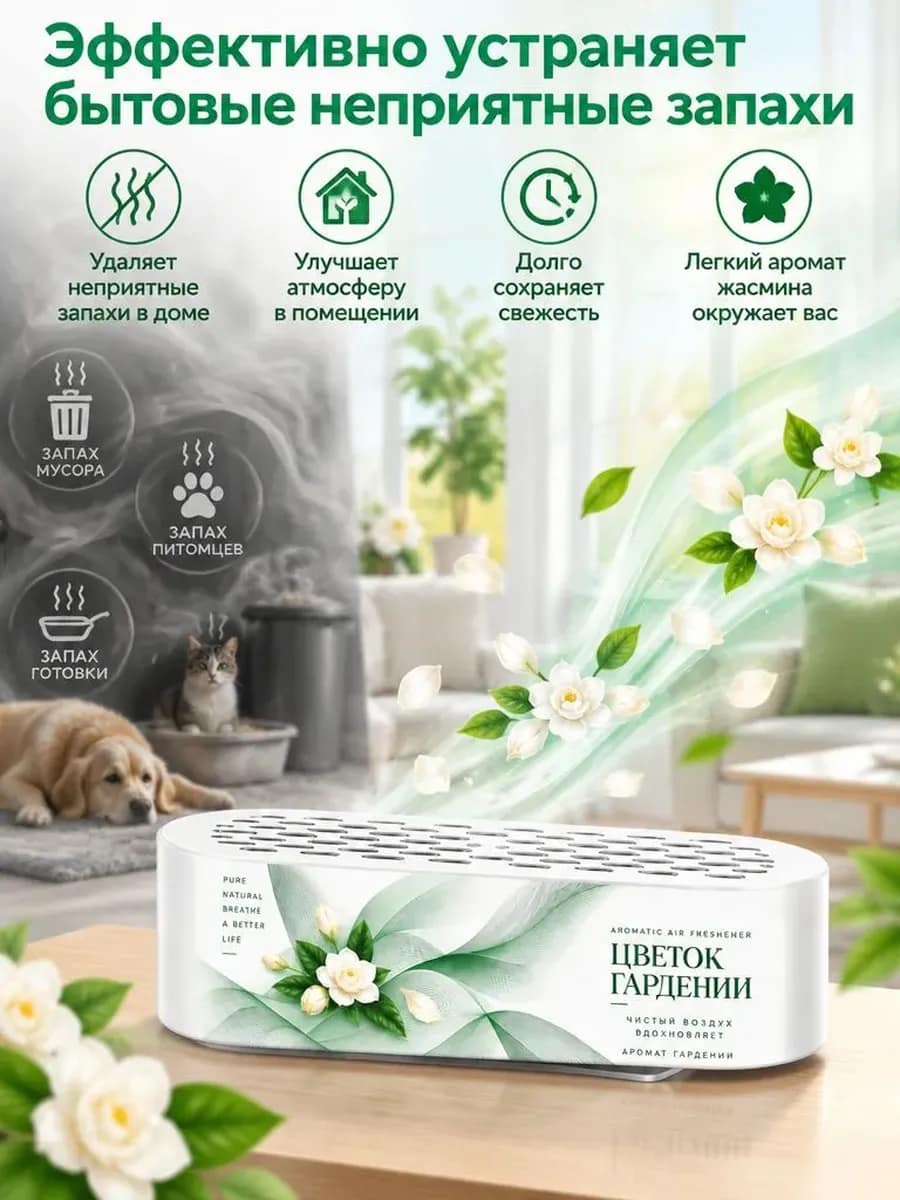 Эффективно устраняет
бытовые неприятные запахи
Удаляет
неприятные
запахи в доме
Улучшает
атмосферу
в помещении
Долго
сохраняет
свежесть
Легкий аромат
жасмина
окружает вас
ЗАПАХ
МУСОРА
ЗАПАХ
ПИТОМЦЕВ
ЗАПАХ
ГОТОВКИ
PURE
NATURAL
BREATHE
A BETTER
LIFE
AROMATIC AIR FRESHENER
ЦВЕТОК
ГАРДЕНИИ
ЧИСТЫЙ ВОЗДУХ
ВДОХНОВЛЯЕТ
АРОМАТ ГАРДЕНИЙ